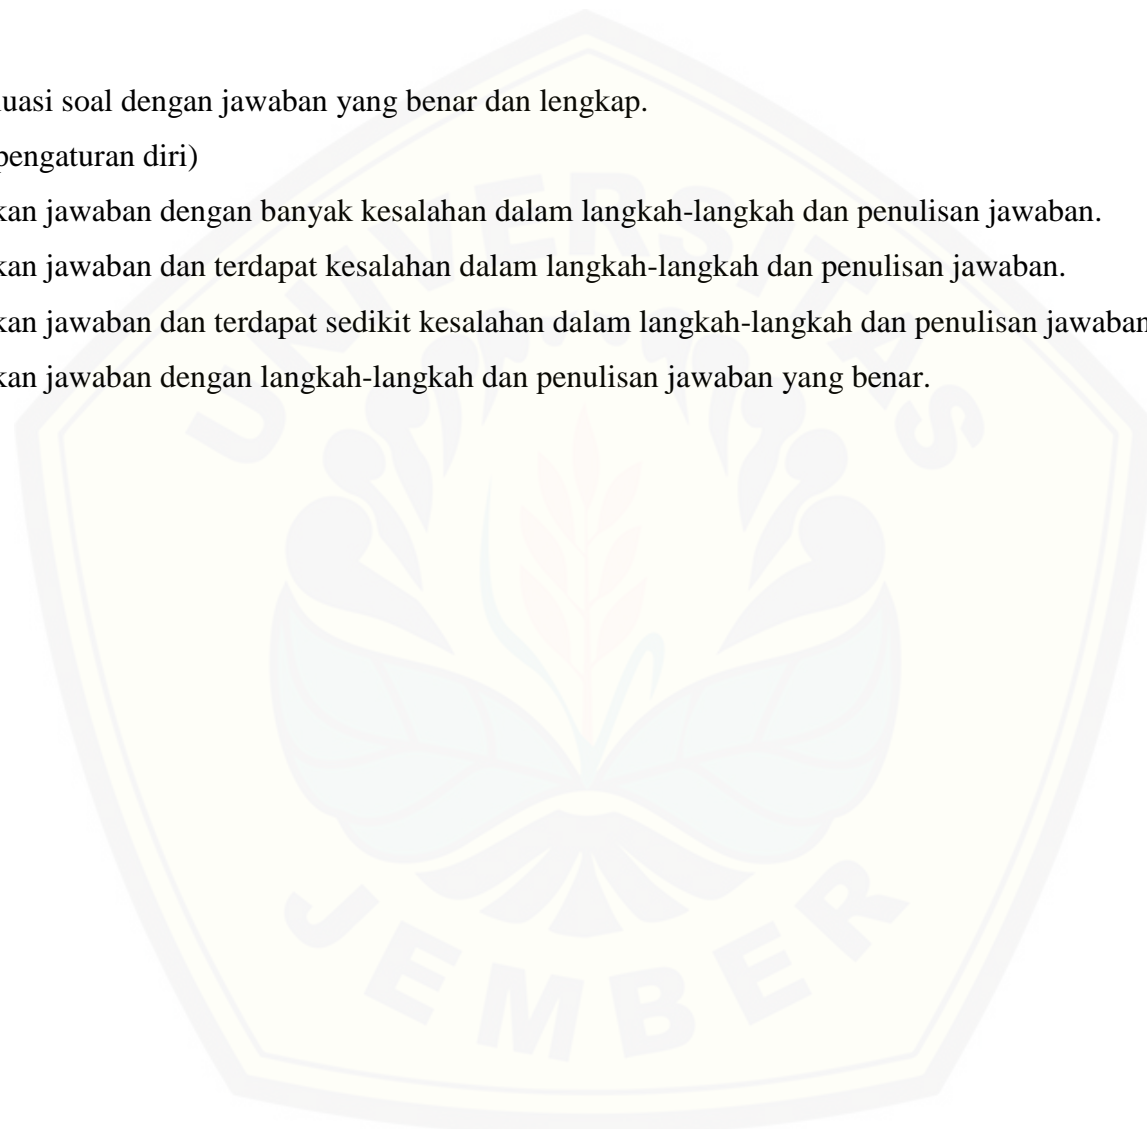 uasi soal dengan jawaban yang benar dan lengkap.
pengaturan diri)
kan jawaban dengan banyak kesalahan dalam langkah-langkah dan penulisan jawaban.
kan jawaban dan terdapat kesalahan dalam langkah-langkah dan penulisan jawaban.
kan jawaban dan terdapat sedikit kesalahan dalam langkah-langkah dan penulisan jawaban
kan jawaban dengan langkah-langkah dan penulisan jawaban yang benar.
UNIVERSITAS
JEMBER